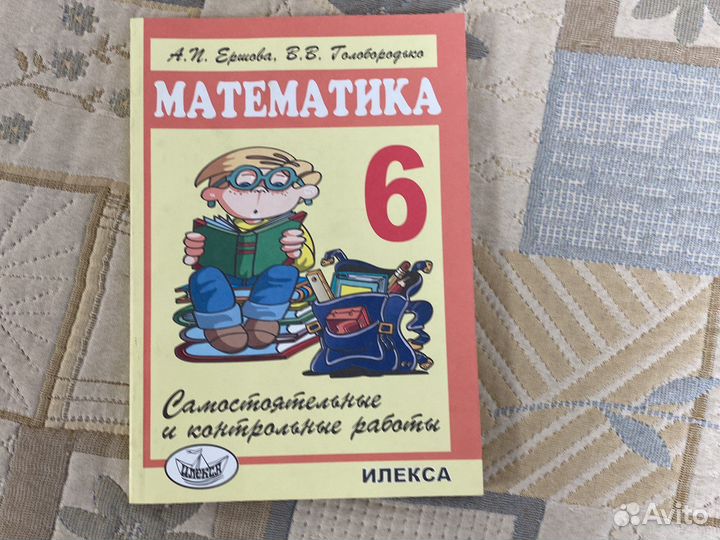 А.П. Ершова, В.В. Голобородько
МАТЕМАТИКА
6
Самостоятельные
и контрольные работы
ИЛЕКСА
ИЛЕКСА
Avito